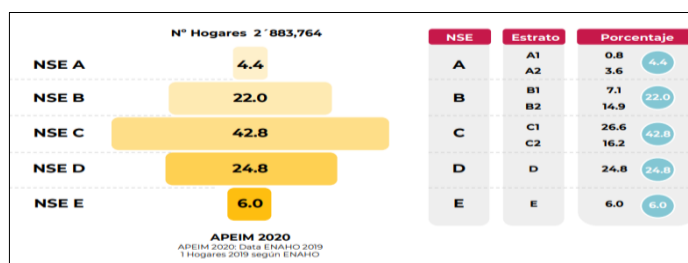 Nº Hogares 2´883,764
NSE A 4.4
NSE B 22.0
NSE C 42.8
NSE D 24.8
NSE E 6.0
APEIM 2020
APEIM 2020: Data ENAHO 2019
1 Hogares 2019 según ENAHO
NSE Estrato Porcentaje
A A1 0.8 4.4
A2 3.6
B B1 7.1 22.0
B2 14.9
C C1 26.6 42.8
C2 16.2
D D 24.8 24.8
E E 6.0 6.0